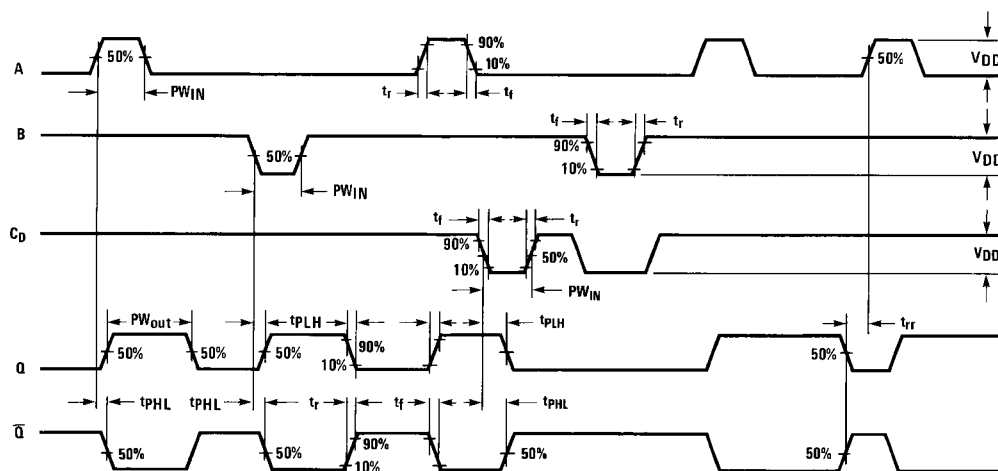 A
50%
PW_IN
90%
10%
t_r
t_f
50%
V_DD
B
50%
PW_IN
t_f
t_r
90%
10%
V_DD
C_D
t_f
t_r
90%
10%
50%
PW_IN
V_DD
PW_out
t_PLH
t_PLH
t_rr
Q
50%
50%
50%
90%
10%
50%
t_PHL
t_PHL
t_r
t_f
t_PHL
Q̅
50%
50%
90%
10%
50%
50%